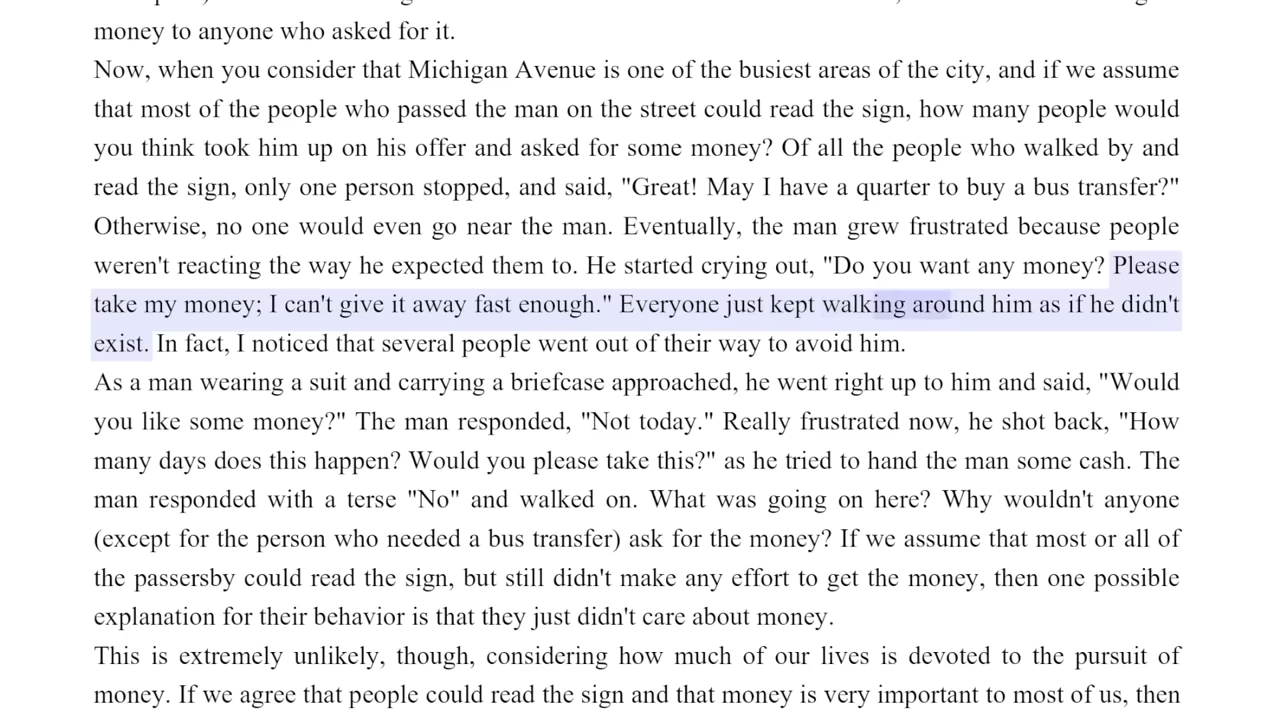 money to anyone who asked for it.
Now, when you consider that Michigan Avenue is one of the busiest areas of the city, and if we assume
that most of the people who passed the man on the street could read the sign, how many people would
you think took him up on his offer and asked for some money? Of all the people who walked by and
read the sign, only one person stopped, and said, "Great! May I have a quarter to buy a bus transfer?"
Otherwise, no one would even go near the man. Eventually, the man grew frustrated because people
weren't reacting the way he expected them to. He started crying out, "Do you want any money? Please
take my money; I can't give it away fast enough." Everyone just kept walking around him as if he didn't
exist. In fact, I noticed that several people went out of their way to avoid him.
As a man wearing a suit and carrying a briefcase approached, he went right up to him and said, "Would
you like some money?" The man responded, "Not today." Really frustrated now, he shot back, "How
many days does this happen? Would you please take this?" as he tried to hand the man some cash. The
man responded with a terse "No" and walked on. What was going on here? Why wouldn't anyone
(except for the person who needed a bus transfer) ask for the money? If we assume that most or all of
the passersby could read the sign, but still didn't make any effort to get the money, then one possible
explanation for their behavior is that they just didn't care about money.
This is extremely unlikely, though, considering how much of our lives is devoted to the pursuit of
money. If we agree that people could read the sign and that money is very important to most of us, then